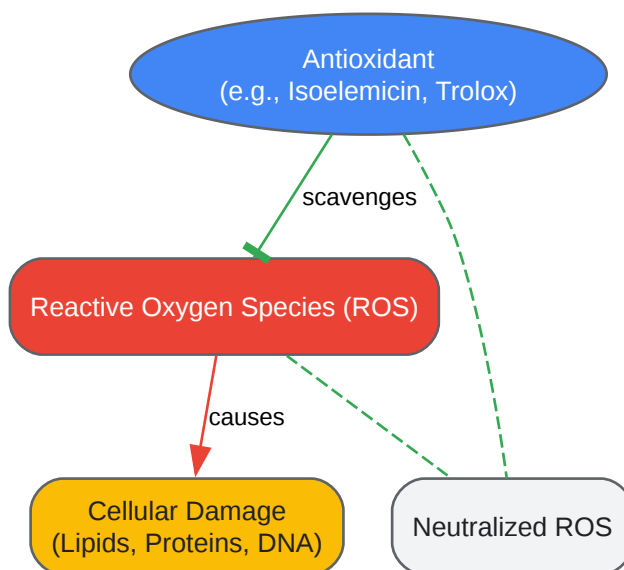 Antioxidant
(e.g., Isoelemicin, Trolox)
scavenges
Reactive Oxygen Species (ROS)
causes
Cellular Damage
(Lipids, Proteins, DNA)
Neutralized ROS